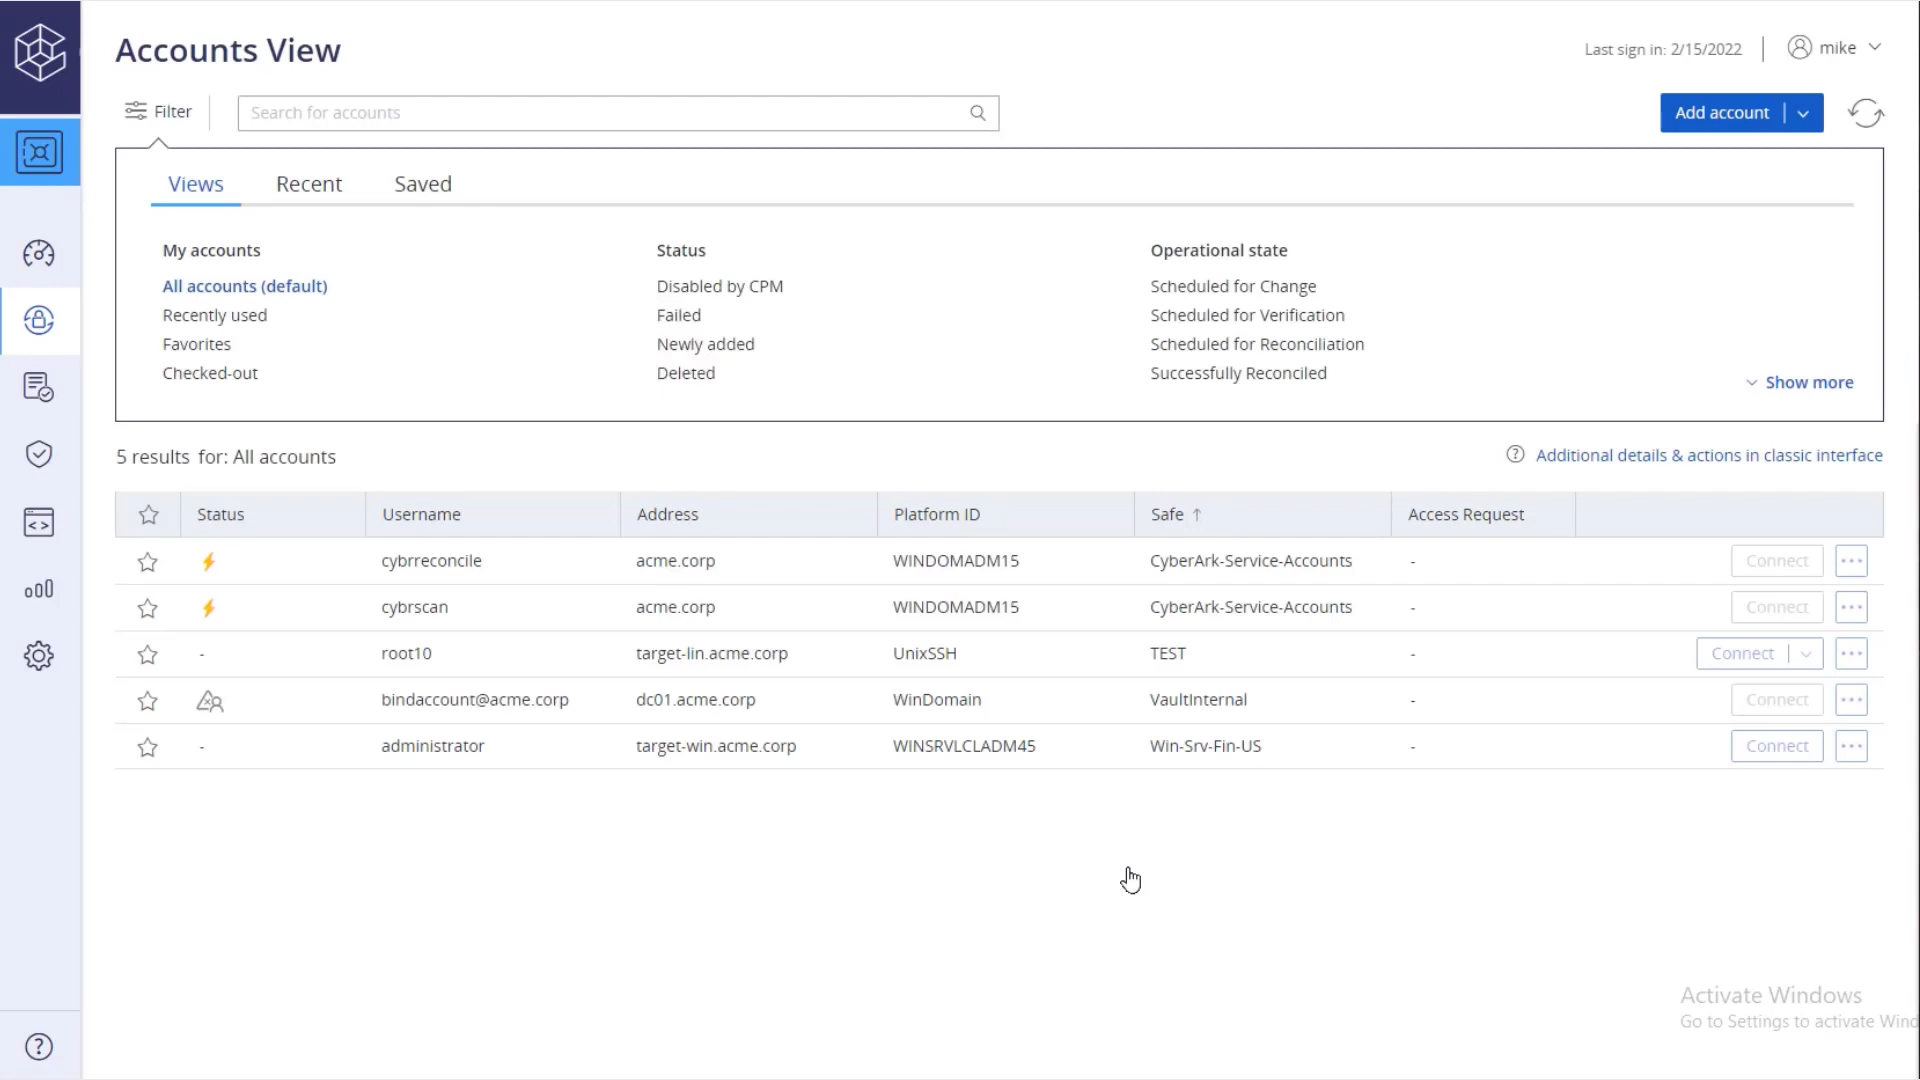 Accounts View
Last sign in: 2/15/2022
mike
Filter
Search for accounts
Add account
Views Recent Saved
My accounts Status Operational state
All accounts (default) Disabled by CPM Scheduled for Change
Recently used Failed Scheduled for Verification
Favorites Newly added Scheduled for Reconciliation
Checked-out Deleted Successfully Reconciled
Show more
5 results for: All accounts
Additional details & actions in classic interface
Status Username Address Platform ID Safe ↑ Access Request
cybrreconcile acme.corp WINDOMADM15 CyberArk-Service-Accounts - Connect ...
cybrscan acme.corp WINDOMADM15 CyberArk-Service-Accounts - Connect ...
- root10 target-lin.acme.corp UnixSSH TEST - Connect ...
bindaccount@acme.corp dc01.acme.corp WinDomain VaultInternal - Connect ...
- administrator target-win.acme.corp WINSRVLCLADM45 Win-Srv-Fin-US - Connect ...
Activate Windows
Go to Settings to activate Wind